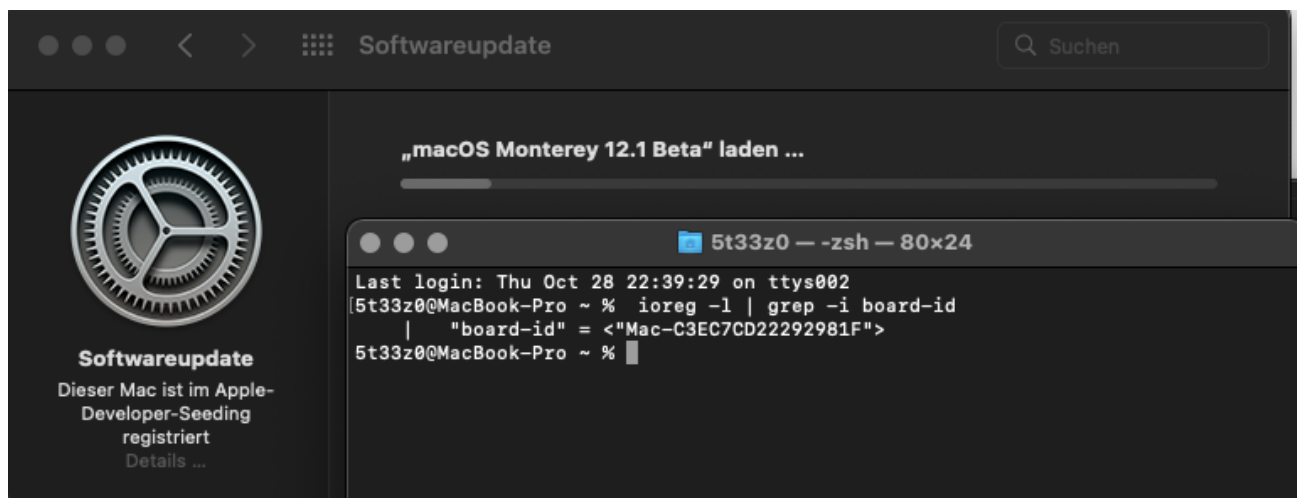 Softwareupdate
Suchen
„macOS Monterey 12.1 Beta“ laden ...
Softwareupdate
Dieser Mac ist im Apple-
Developer-Seeding
registriert
Details ...
5t33z0 — -zsh — 80×24
Last login: Thu Oct 28 22:39:29 on ttys002
[5t33z0@MacBook-Pro ~ %  ioreg -l | grep -i board-id
    |   "board-id" = <"Mac-C3EC7CD22292981F">
5t33z0@MacBook-Pro ~ %